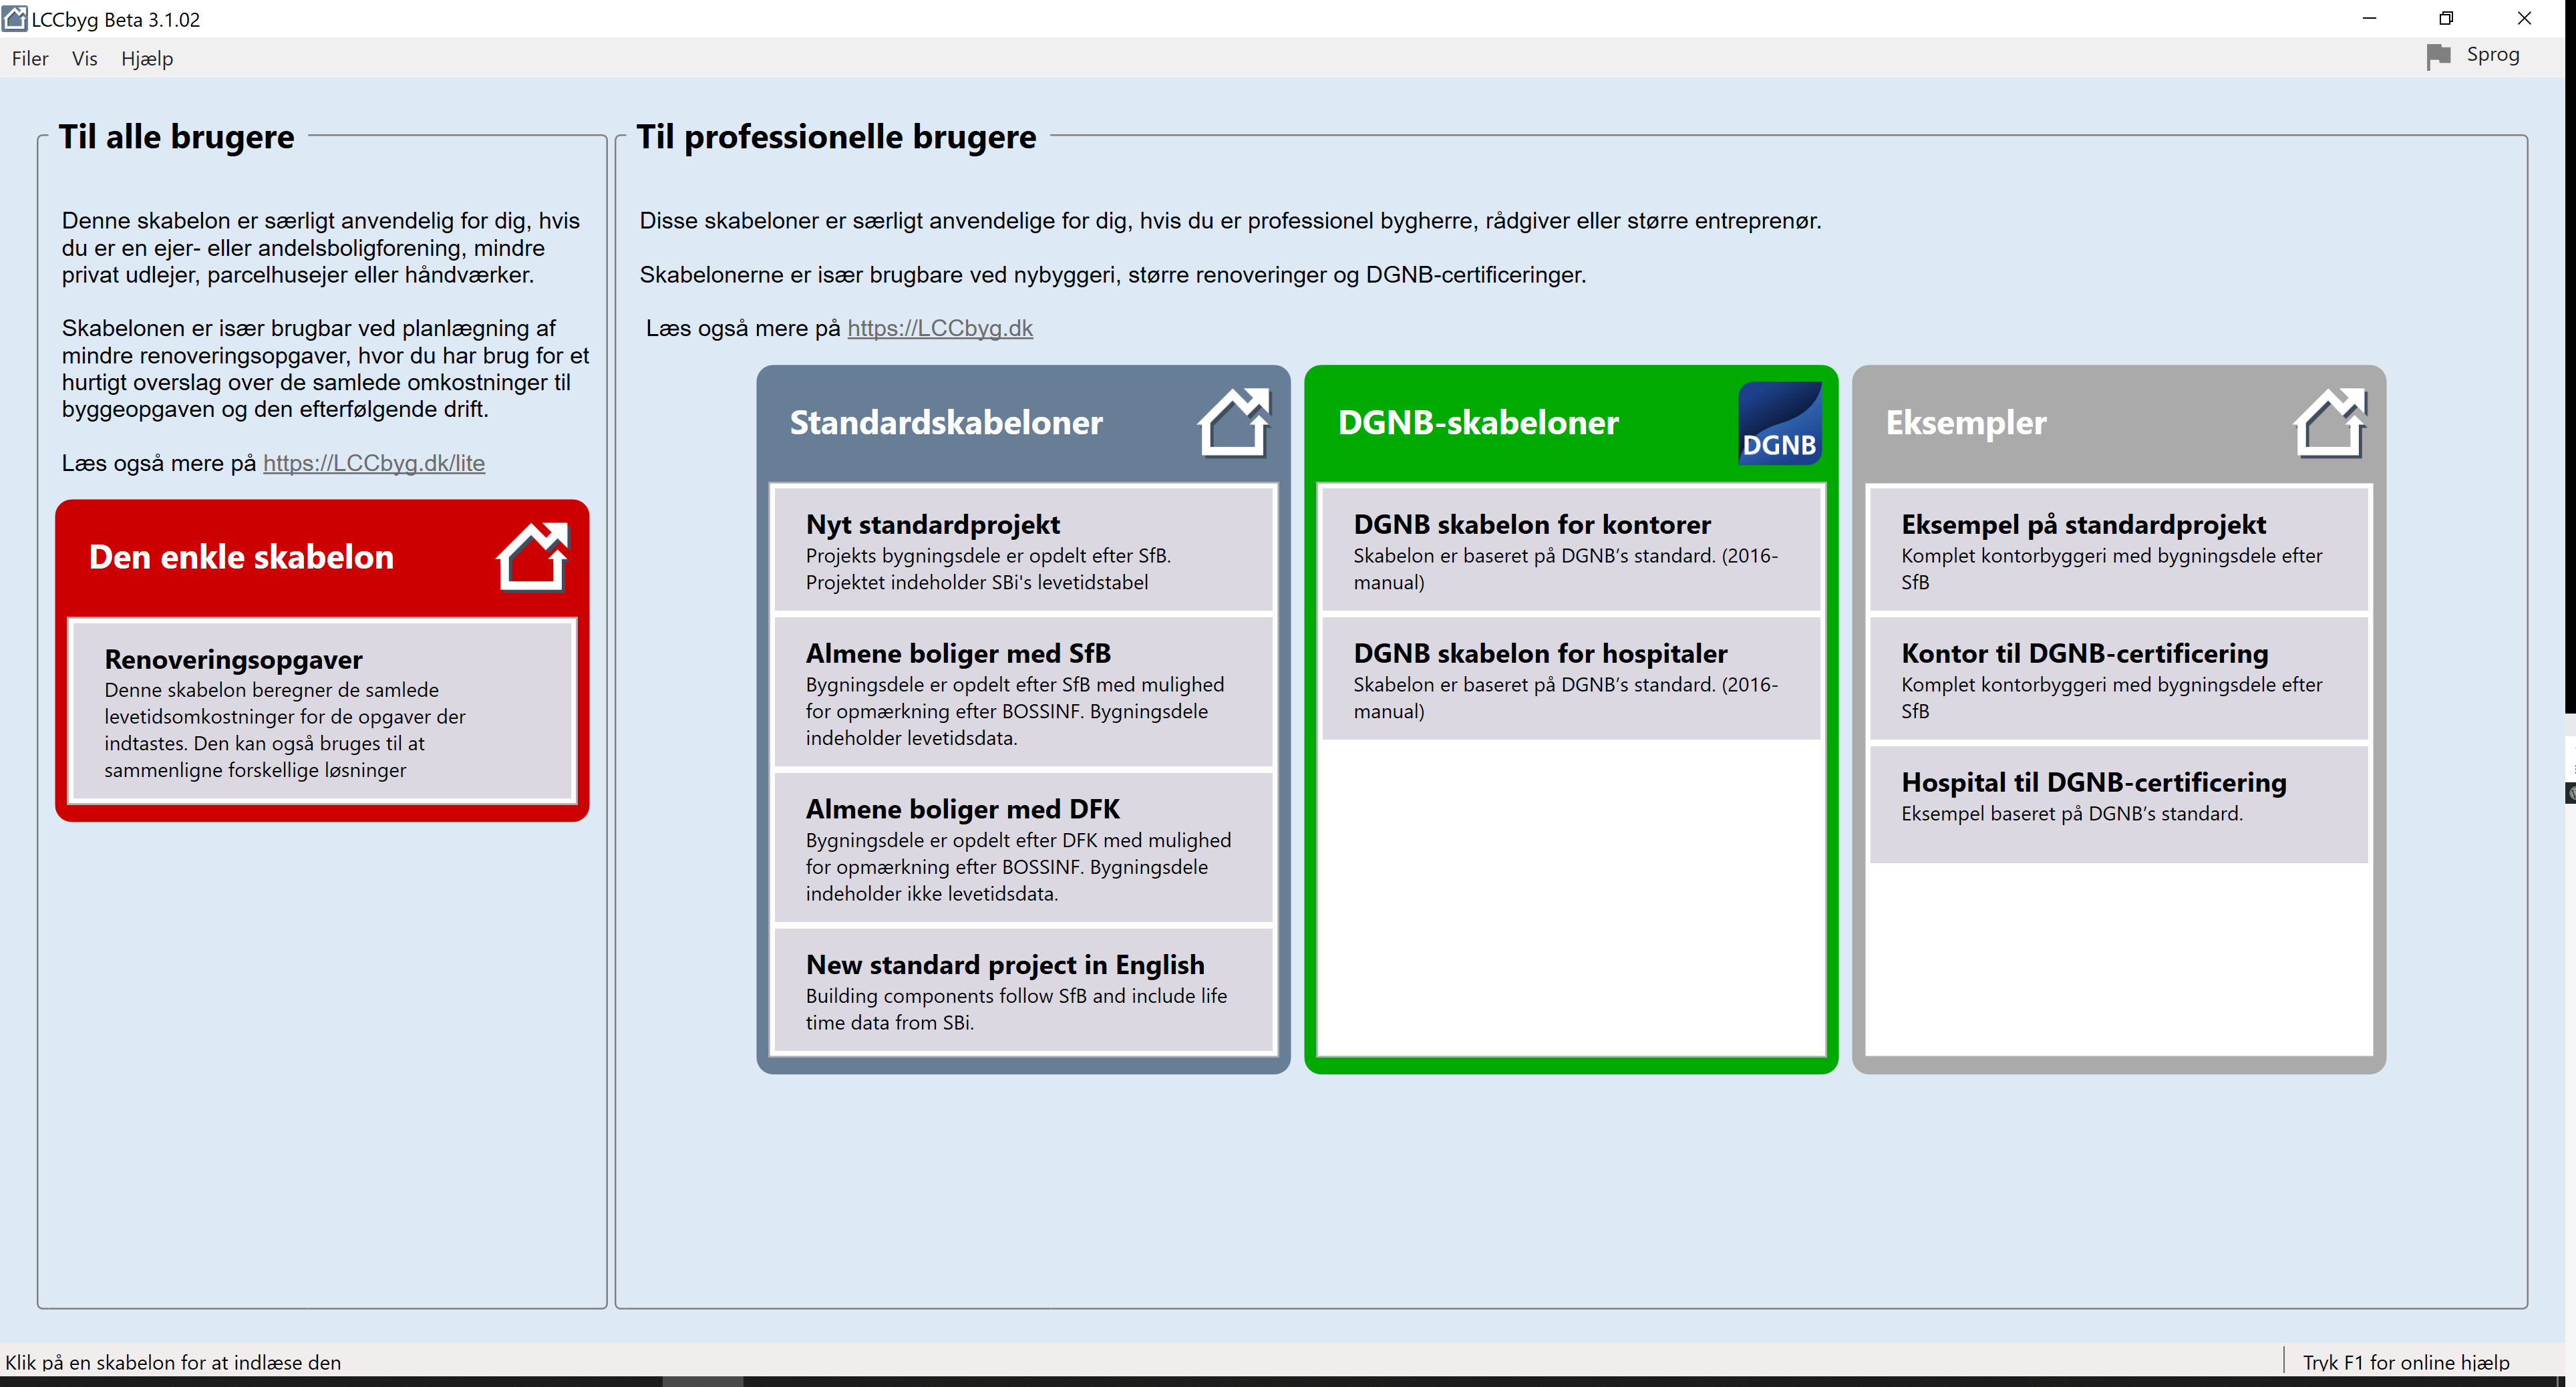 LCCbyg Beta 3.1.02
Filer Vis Hjælp
Sprog
Til alle brugere
Denne skabelon er særligt anvendelig for dig, hvis
du er en ejer- eller andelsboligforening, mindre
privat udlejer, parcelhusejer eller håndværker.
Skabelonen er især brugbar ved planlægning af
mindre renoveringsopgaver, hvor du har brug for et
hurtigt overslag over de samlede omkostninger til
byggeopgaven og den efterfølgende drift.
Læs også mere på https://LCCbyg.dk/lite
Den enkle skabelon
Renoveringsopgaver
Denne skabelon beregner de samlede
levetidsomkostninger for de opgaver der
indtastes. Den kan også bruges til at
sammenligne forskellige løsninger
Til professionelle brugere
Disse skabeloner er særligt anvendelige for dig, hvis du er professionel bygherre, rådgiver eller større entreprenør.
Skabelonerne er især brugbare ved nybyggeri, større renoveringer og DGNB-certificeringer.
Læs også mere på https://LCCbyg.dk
Standardskabeloner
Nyt standardprojekt
Projekts bygningsdele er opdelt efter SfB.
Projektet indeholder SBi's levetidstabel
Almene boliger med SfB
Bygningsdele er opdelt efter SfB med mulighed
for opmærkning efter BOSSINF. Bygningsdele
indeholder levetidsdata.
Almene boliger med DFK
Bygningsdele er opdelt efter DFK med mulighed
for opmærkning efter BOSSINF. Bygningsdele
indeholder ikke levetidsdata.
New standard project in English
Building components follow SfB and include life
time data from SBi.
DGNB-skabeloner
DGNB
DGNB skabelon for kontorer
Skabelon er baseret på DGNB’s standard. (2016-
manual)
DGNB skabelon for hospitaler
Skabelon er baseret på DGNB’s standard. (2016-
manual)
Eksempler
Eksempel på standardprojekt
Komplet kontorbyggeri med bygningsdele efter
SfB
Kontor til DGNB-certificering
Komplet kontorbyggeri med bygningsdele efter
SfB
Hospital til DGNB-certificering
Eksempel baseret på DGNB’s standard.
Klik på en skabelon for at indlæse den
Tryk F1 for online hjælp